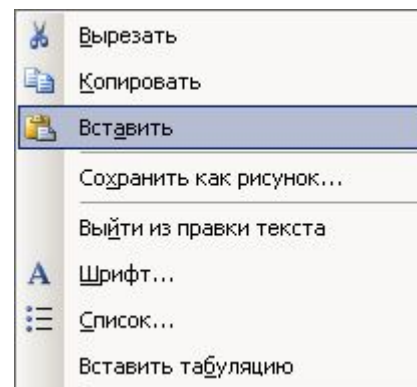 Вырезать
Копировать
Вставить
Сохранить как рисунок...
Выйти из правки текста
Шрифт...
Список...
Вставить табуляцию